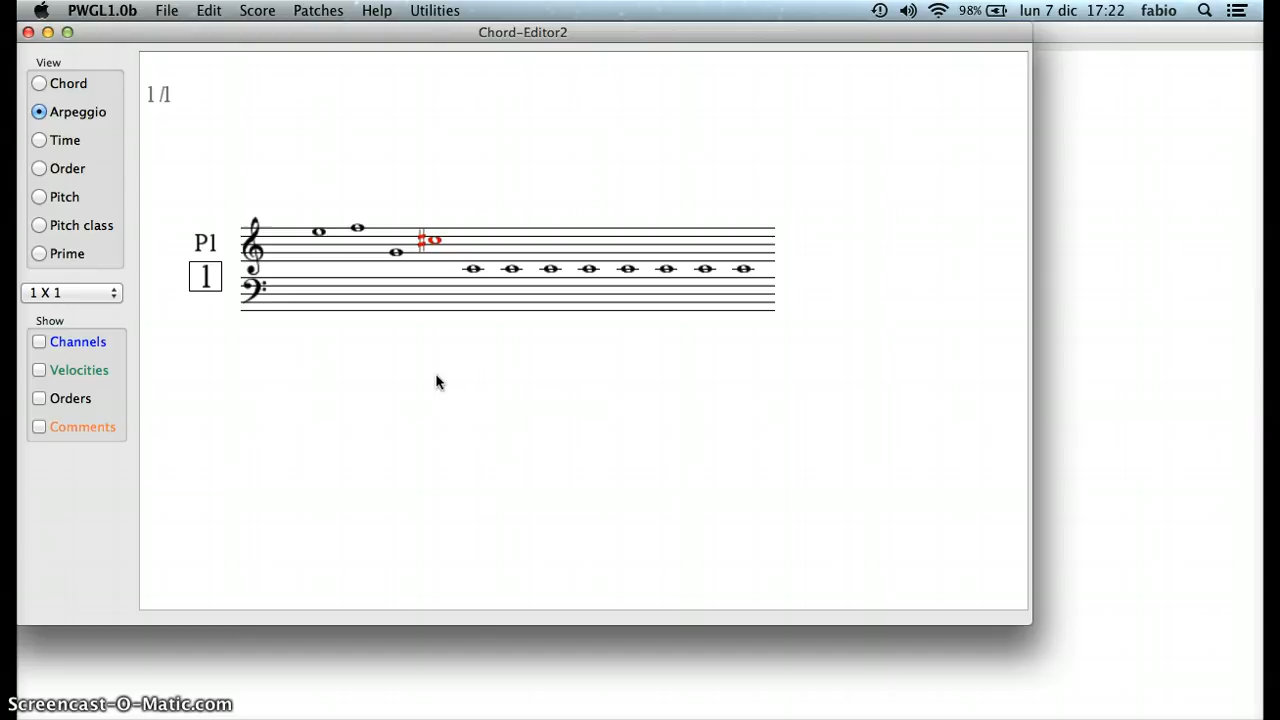 PWGL1.0b File Edit Score Patches Help Utilities 98% lun 7 dic 17:22 fabio
Chord-Editor2
View
Chord
Arpeggio
Time
Order
Pitch
Pitch class
Prime
1 X 1
Show
Channels
Velocities
Orders
Comments
1 /1
P1
1
Screencast-O-Matic.com